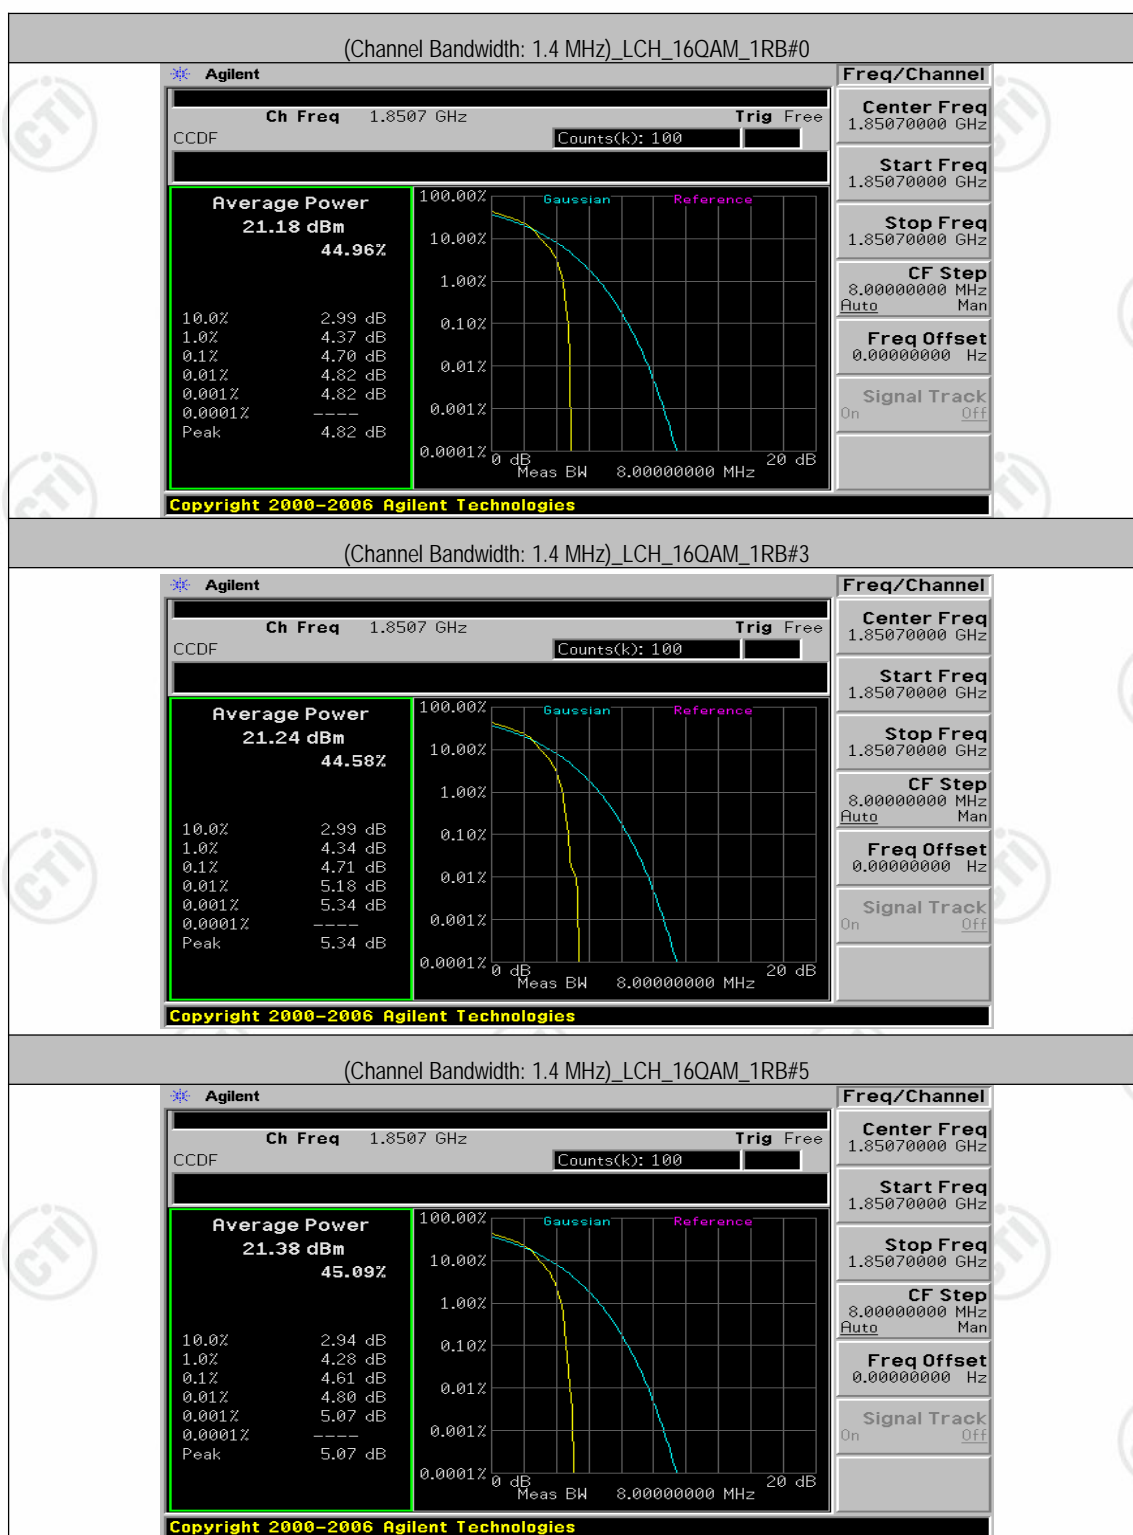 (Channel Bandwidth: 1.4 MHz)_LCH_16QAM_1RB#0
Agilent
Freq/Channel
Ch Freq 1.8507 GHz Trig Free
CCDF Counts(k): 100
Average Power
21.18 dBm
44.96%
10.0% 2.99 dB
1.0% 4.37 dB
0.1% 4.70 dB
0.01% 4.82 dB
0.001% 4.82 dB
0.0001% ----
Peak 4.82 dB
Gaussian Reference
100.00%
10.00%
1.00%
0.10%
0.01%
0.001%
0.0001%
0 dB 20 dB
Meas BW 8.00000000 MHz
Center Freq
1.85070000 GHz
Start Freq
1.85070000 GHz
Stop Freq
1.85070000 GHz
CF Step
8.00000000 MHz
Auto Man
Freq Offset
0.00000000 Hz
Signal Track
On Off
Copyright 2000-2006 Agilent Technologies
(Channel Bandwidth: 1.4 MHz)_LCH_16QAM_1RB#3
Agilent
Freq/Channel
Ch Freq 1.8507 GHz Trig Free
CCDF Counts(k): 100
Average Power
21.24 dBm
44.58%
10.0% 2.99 dB
1.0% 4.34 dB
0.1% 4.71 dB
0.01% 5.18 dB
0.001% 5.34 dB
0.0001% ----
Peak 5.34 dB
Gaussian Reference
100.00%
10.00%
1.00%
0.10%
0.01%
0.001%
0.0001%
0 dB 20 dB
Meas BW 8.00000000 MHz
Center Freq
1.85070000 GHz
Start Freq
1.85070000 GHz
Stop Freq
1.85070000 GHz
CF Step
8.00000000 MHz
Auto Man
Freq Offset
0.00000000 Hz
Signal Track
On Off
Copyright 2000-2006 Agilent Technologies
(Channel Bandwidth: 1.4 MHz)_LCH_16QAM_1RB#5
Agilent
Freq/Channel
Ch Freq 1.8507 GHz Trig Free
CCDF Counts(k): 100
Average Power
21.38 dBm
45.09%
10.0% 2.94 dB
1.0% 4.28 dB
0.1% 4.61 dB
0.01% 4.80 dB
0.001% 5.07 dB
0.0001% ----
Peak 5.07 dB
Gaussian Reference
100.00%
10.00%
1.00%
0.10%
0.01%
0.001%
0.0001%
0 dB 20 dB
Meas BW 8.00000000 MHz
Center Freq
1.85070000 GHz
Start Freq
1.85070000 GHz
Stop Freq
1.85070000 GHz
CF Step
8.00000000 MHz
Auto Man
Freq Offset
0.00000000 Hz
Signal Track
On Off
Copyright 2000-2006 Agilent Technologies
CTI
CTI
CTI
CTI
CTI
CTI
CTI
CTI